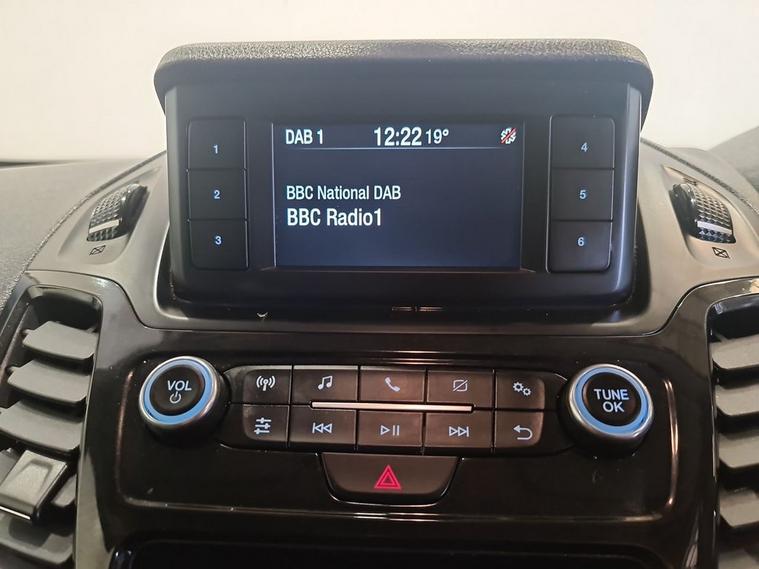 DAB 1 12:22 19°
BBC National DAB
BBC Radio1
1
2
3
4
5
6
VOL
TUNE
OK